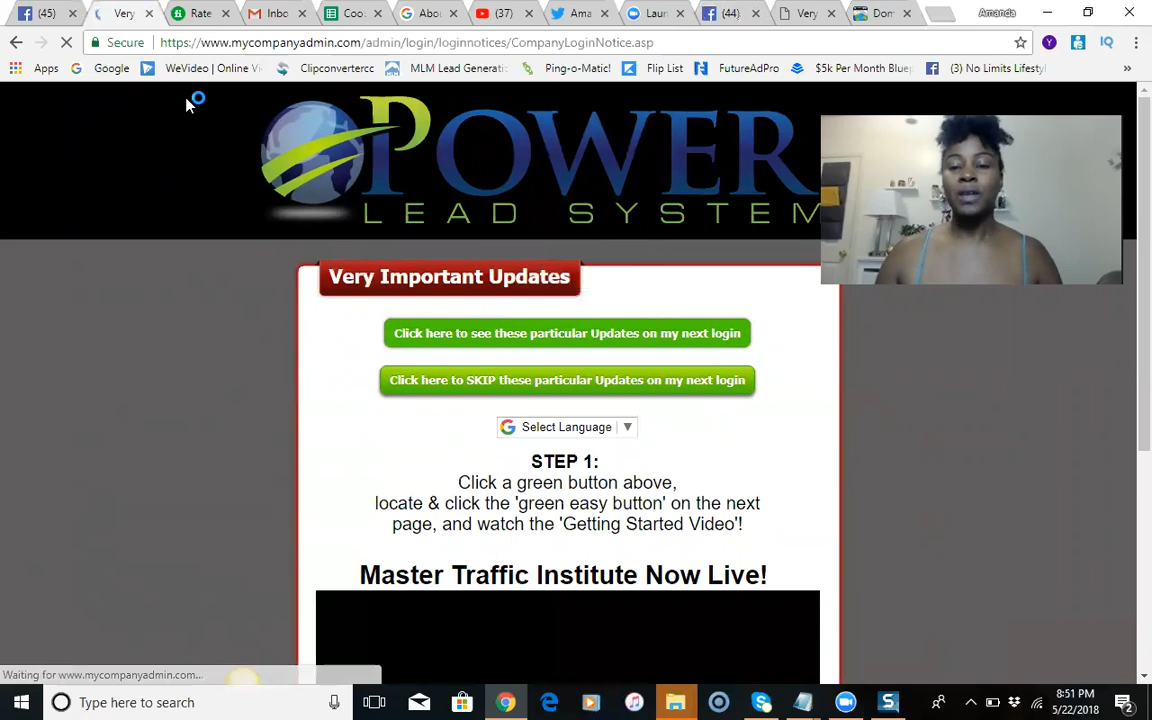 (45) Very Rate Inbo Coo: Abou (37) Ama Laur (44) Very Don Amanda
Secure https://www.mycompanyadmin.com/admin/login/loginnotices/CompanyLoginNotice.asp
Apps Google WeVideo | Online Vi Clipconvertercc MLM Lead Generati Ping-o-Matic! Flip List FutureAdPro $5k Per Month Bluep (3) No Limits Lifesty »
POWER
LEAD SYSTEM
Very Important Updates
Click here to see these particular Updates on my next login
Click here to SKIP these particular Updates on my next login
G Select Language ▼
STEP 1:
Click a green button above,
locate & click the 'green easy button' on the next
page, and watch the 'Getting Started Video'!
Master Traffic Institute Now Live!
Waiting for www.mycompanyadmin.com...
Type here to search
8:51 PM
5/22/2018
2